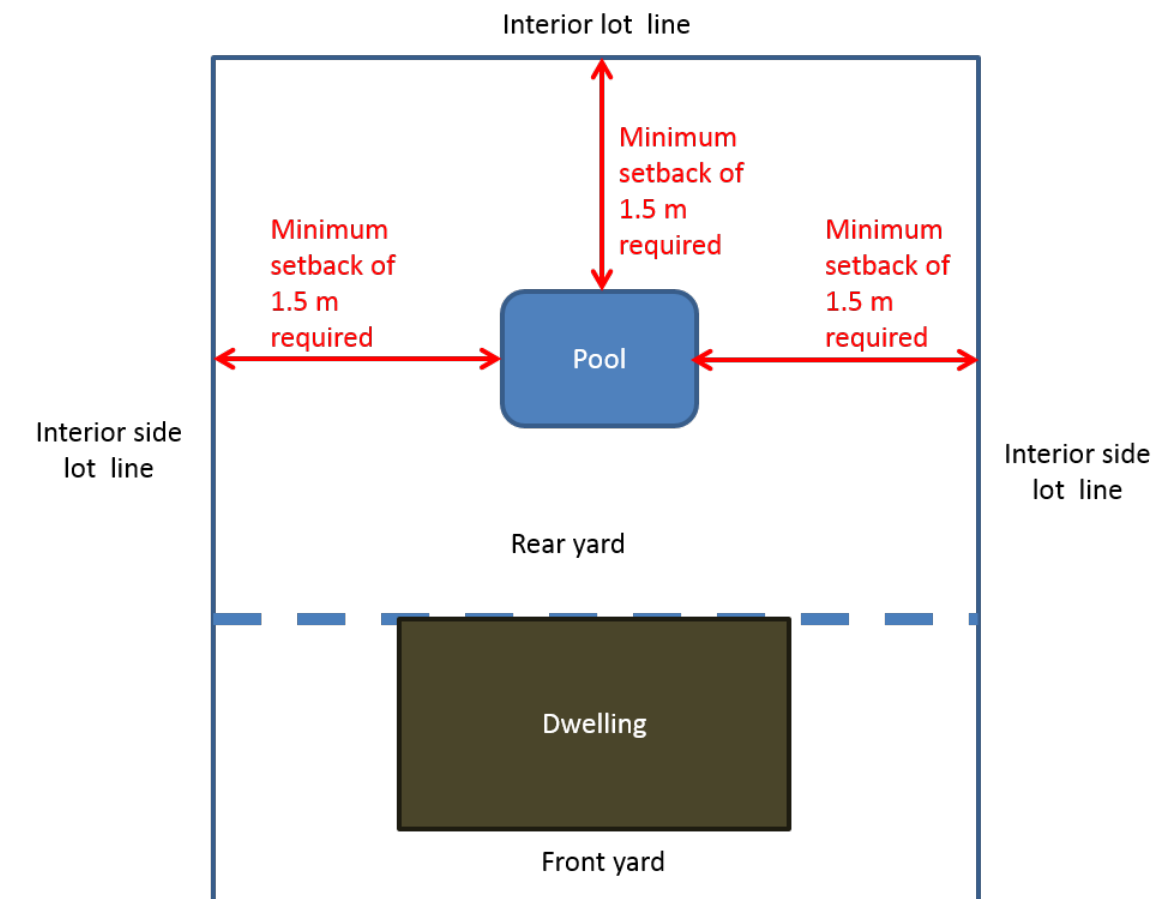 Interior lot line
Minimum
setback of
1.5 m
required
Minimum
setback of
1.5 m
required
Minimum
setback of
1.5 m
required
Pool
Interior side
lot line
Interior side
lot line
Rear yard
Dwelling
Front yard